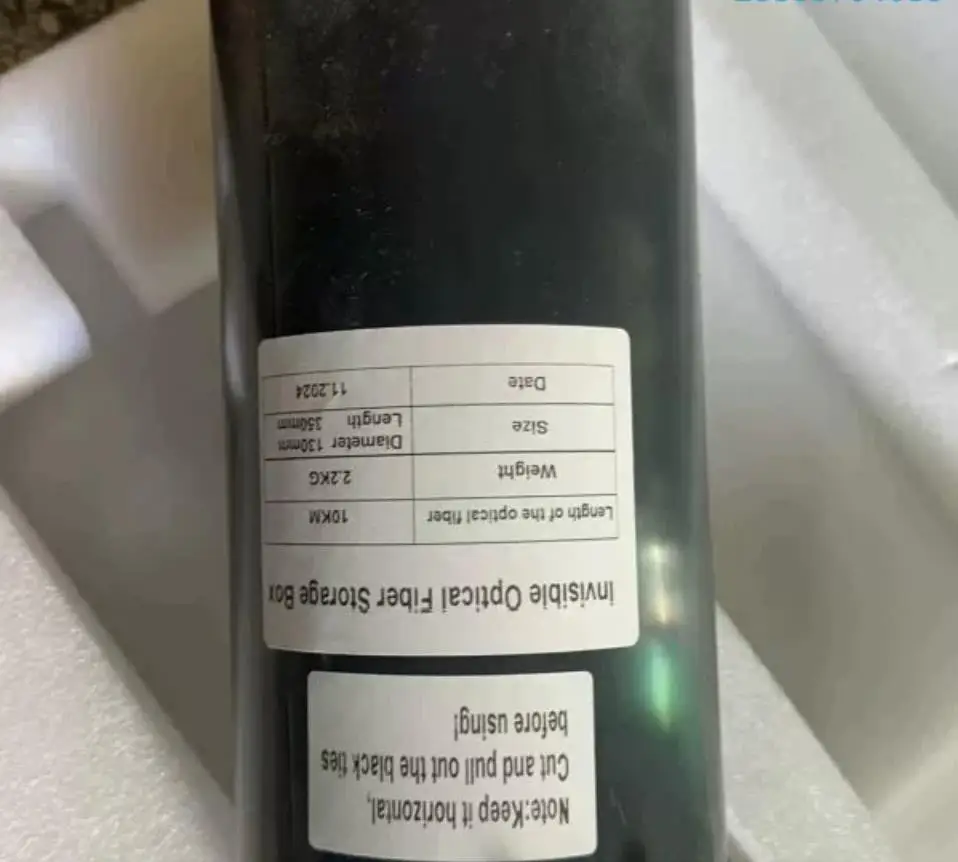 Note:Keep it horizontal,
Cut and pull out the black ties
before using!
Invisible Optical Fiber Storage Box
Length of the optical fiber 10KM
Weight 2.2KG
Size Diameter 130mm
Length 350mm
Date 11.2024